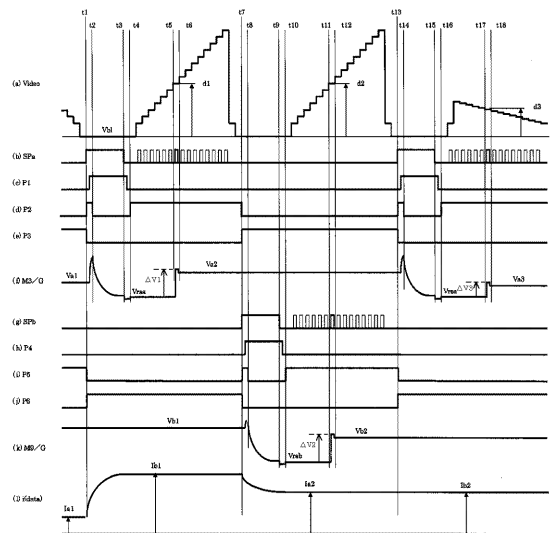 t1 t3 t5 t7 t9 t11 t13 t15 t17
t2 t4 t6 t8 t10 t12 t14 t16 t18
(a) Video
d1 d2 d3
Vbl
(b) SPa
(c) P1
(d) P2
(e) P3
(f) M3/G
Va1 ΔV1 Va2 Vrsa ΔV3 Va3
Vrsa
(g) SPb
(h) P4
(i) P5
(j) P6
(k) M9/G
Vb1 ΔV2 Vb2
Vrsb
(l) I(data)
Ia1 Ib1 Ia2 Ib2